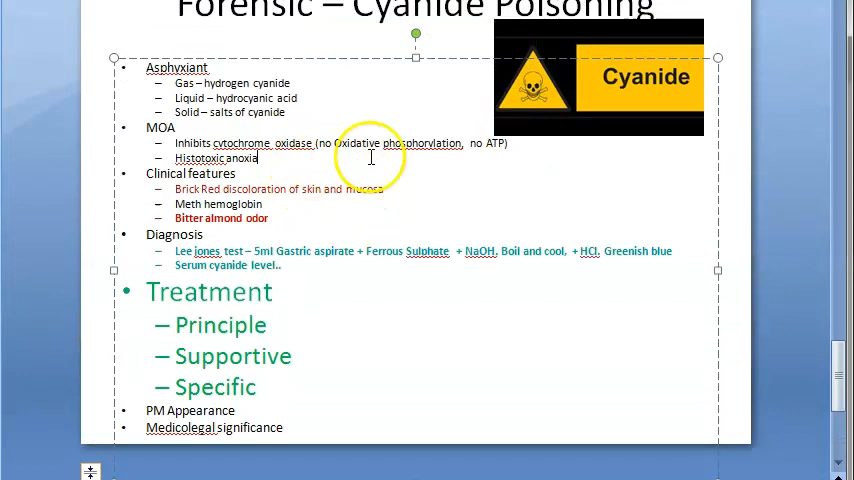 Forensic – Cyanide Poisoning
Cyanide
• Asphyxiant
– Gas – hydrogen cyanide
– Liquid – hydrocyanic acid
– Solid – salts of cyanide
• MOA
– Inhibits cytochrome oxidase (no Oxidative phosphorylation, no ATP)
– Histotoxic anoxia
• Clinical features
– Brick Red discoloration of skin and mucosa
– Meth hemoglobin
– Bitter almond odor
• Diagnosis
– Lee jones test – 5ml Gastric aspirate + Ferrous Sulphate + NaOH, Boil and cool, + HCl, Greenish blue
– Serum cyanide level..
• Treatment
– Principle
– Supportive
– Specific
• PM Appearance
• Medicolegal significance